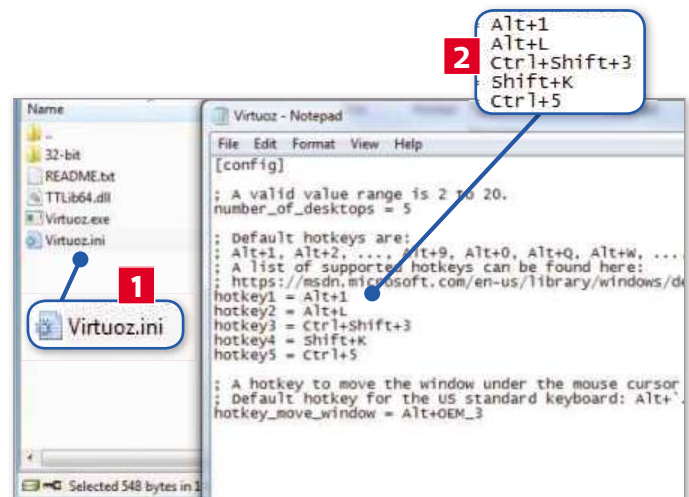 2
Alt+1
Alt+L
Ctrl+Shift+3
Shift+K
Ctrl+5
Name
..
32-bit
README.txt
TTLib64.dll
Virtuoz.exe
Virtuoz.ini
1
Virtuoz.ini
Selected 548 bytes in 1
Virtuoz - Notepad
File Edit Format View Help
[config]
; A valid value range is 2 to 20.
number_of_desktops = 5
; Default hotkeys are:
; Alt+1, Alt+2, ..., Alt+9, Alt+0, Alt+Q, Alt+W, ...
; A list of supported hotkeys can be found here:
; https://msdn.microsoft.com/en-us/library/windows/de
hotkey1 = Alt+1
hotkey2 = Alt+L
hotkey3 = Ctrl+Shift+3
hotkey4 = Shift+K
hotkey5 = Ctrl+5
; A hotkey to move the window under the mouse cursor
; Default hotkey for the US standard keyboard: Alt+`.
hotkey_move_window = Alt+OEM_3